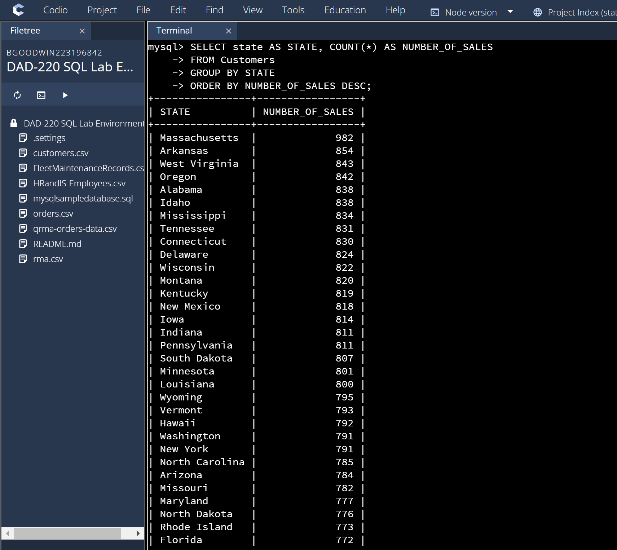 Codio Project File Edit Find View Tools Education Help Node version Project Index (stat
Filetree ×
BGOODWIN223196842
DAD-220 SQL Lab E...
DAD 220 SQL Lab Environment
.settings
customers.csv
FleetMaintenanceRecords.cs
HRandIS-Employees.csv
mysqlsampledatabase.sql
orders.csv
qrma-orders-data.csv
README.md
rma.csv
Terminal ×
mysql> SELECT state AS STATE, COUNT(*) AS NUMBER_OF_SALES
    -> FROM Customers
    -> GROUP BY STATE
    -> ORDER BY NUMBER_OF_SALES DESC;
+----------------+-----------------+
| STATE          | NUMBER_OF_SALES |
+----------------+-----------------+
| Massachusetts  |             982 |
| Arkansas       |             854 |
| West Virginia  |             843 |
| Oregon         |             842 |
| Alabama        |             838 |
| Idaho          |             838 |
| Mississippi    |             834 |
| Tennessee      |             831 |
| Connecticut    |             830 |
| Delaware       |             824 |
| Wisconsin      |             822 |
| Montana        |             820 |
| Kentucky       |             819 |
| New Mexico     |             818 |
| Iowa           |             814 |
| Indiana        |             811 |
| Pennsylvania   |             811 |
| South Dakota   |             807 |
| Minnesota      |             801 |
| Louisiana      |             800 |
| Wyoming        |             795 |
| Vermont        |             793 |
| Hawaii         |             792 |
| Washington     |             791 |
| New York       |             791 |
| North Carolina |             785 |
| Arizona        |             784 |
| Missouri       |             782 |
| Maryland       |             777 |
| North Dakota   |             776 |
| Rhode Island   |             773 |
| Florida        |             772 |